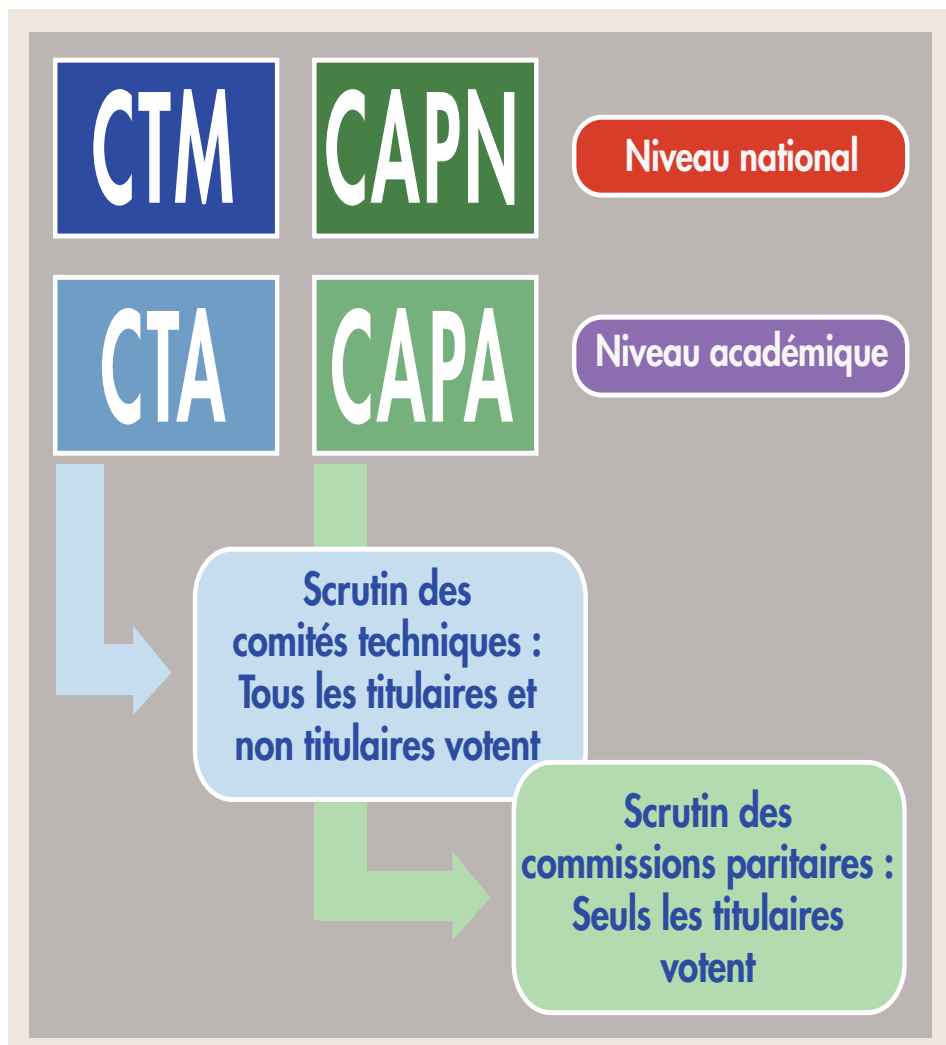 CTM
CAPN
Niveau national
CTA
CAPA
Niveau académique
Scrutin des
comités techniques :
Tous les titulaires et
non titulaires votent
Scrutin des
commissions paritaires :
Seuls les titulaires
votent